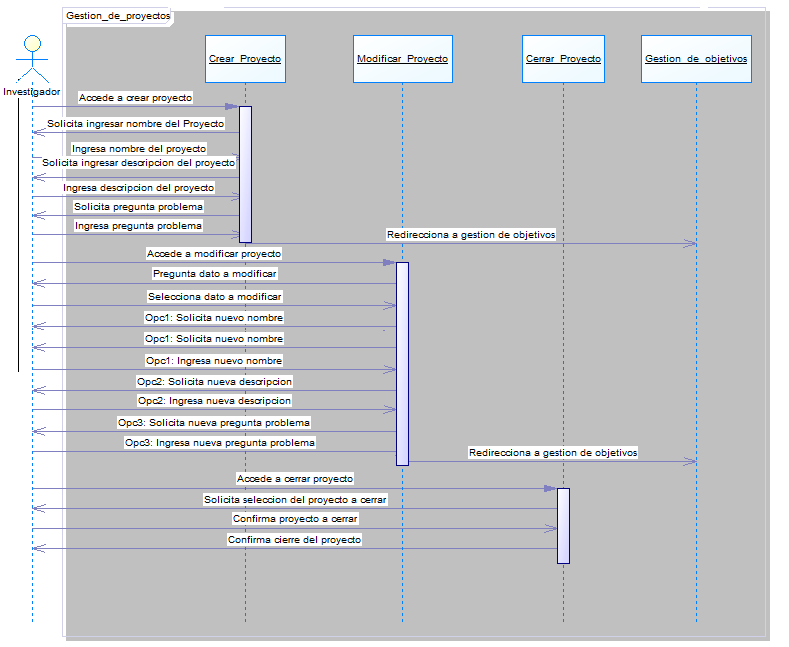 Gestion_de_proyectos
Crear_Proyecto
Modificar_Proyecto
Cerrar_Proyecto
Gestion_de_objetivos
Investigador
Accede a crear proyecto
Solicita ingresar nombre del Proyecto
Ingresa nombre del proyecto
Solicita ingresar descripcion del proyecto
Ingresa descripcion del proyecto
Solicita pregunta problema
Ingresa pregunta problema
Redirecciona a gestion de objetivos
Accede a modificar proyecto
Pregunta dato a modificar
Selecciona dato a modificar
Opc1: Solicita nuevo nombre
Opc1: Solicita nuevo nombre
Opc1: Ingresa nuevo nombre
Opc2: Solicita nueva descripcion
Opc2: Ingresa nueva descripcion
Opc3: Solicita nueva pregunta problema
Opc3: Ingresa nueva pregunta problema
Redirecciona a gestion de objetivos
Accede a cerrar proyecto
Solicita seleccion del proyecto a cerrar
Confirma proyecto a cerrar
Confirma cierre del proyecto